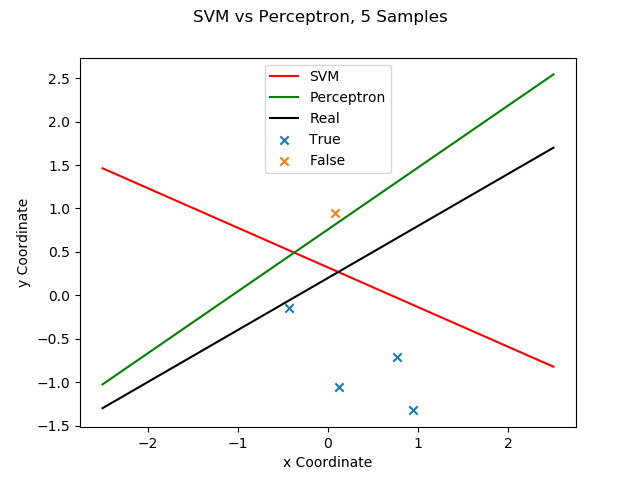 SVM vs Perceptron, 5 Samples
SVM
Perceptron
Real
True
False
2.5
2.0
1.5
1.0
0.5
0.0
−0.5
−1.0
−1.5
y Coordinate
−2
−1
0
1
2
x Coordinate